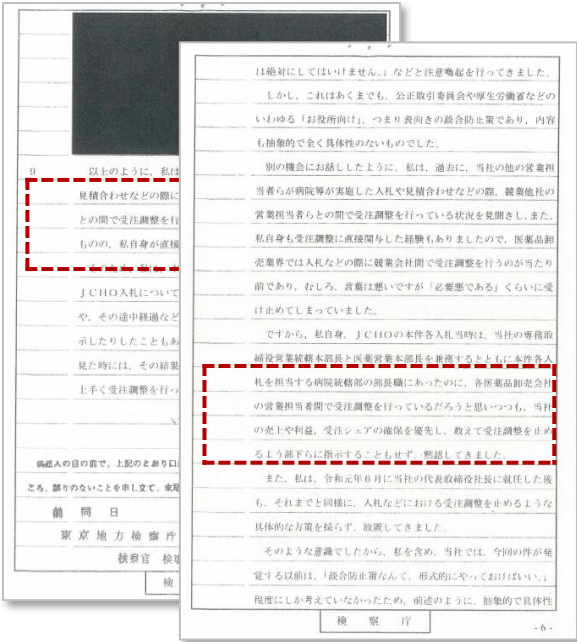 9
以上のように、私は
見積合わせなどの際に
との間で受注調整を行
ものの、私自身が直接
JCHO入札について
や、その途中経過など
示したりしたこともあ
見た時には、その結果
上手く受注調整を行っ
供述人の目の前で、上記のとおり口
ころ、誤りのないことを申し立て、末尾
前同日
東京地方検察庁
検察官 検
検
は絶対にしてはいけません。」などと注意喚起を行ってきました。
しかし、これはあくまでも、公正取引委員会や厚生労働省などの
いわゆる「お役所向け」、つまり表向きの談合防止策であり、内容
も抽象的で全く具体性のないものでした。
別の機会にお話ししたように、私は、過去に、当社の他の営業担
当者らが病院等が実施した入札や見積合わせなどの際、競業他社の
営業担当者らとの間で受注調整を行っている状況を見聞きし、また、
私自身も受注調整に直接関与した経験もありましたので、医薬品卸
売業界では入札などの際に競業会社間で受注調整を行うのが当たり
前であり、むしろ、言葉は悪いですが「必要悪である」くらいに受
け止めてしまっていました。
ですから、私自身、JCHOの本件各入札当時は、当社の専務取
締役営業統轄本部長と医薬営業本部長を兼務するとともに本件各入
札を担当する病院統轄部の部長職にあったのに、各医薬品卸売会社
の営業担当者間で受注調整を行っているだろうと思いつつも、当社
の売上や利益、受注シェアの確保を優先し、敢えて受注調整を止め
るよう部下らに指示することもせず、黙認してきました。
また、私は、令和元年6月に当社の代表取締役社長に就任した後
も、それまでと同様に、入札などにおける受注調整を止めるような
具体的な方策を採らず、放置してきました。
そのような意識でしたから、私を含め、当社では、今回の件が発
覚する以前は、「談合防止策なんて、形式的にやっておけばいい。」
程度にしか考えていなかったため、前述のように、抽象的で具体性
検察庁
-6-